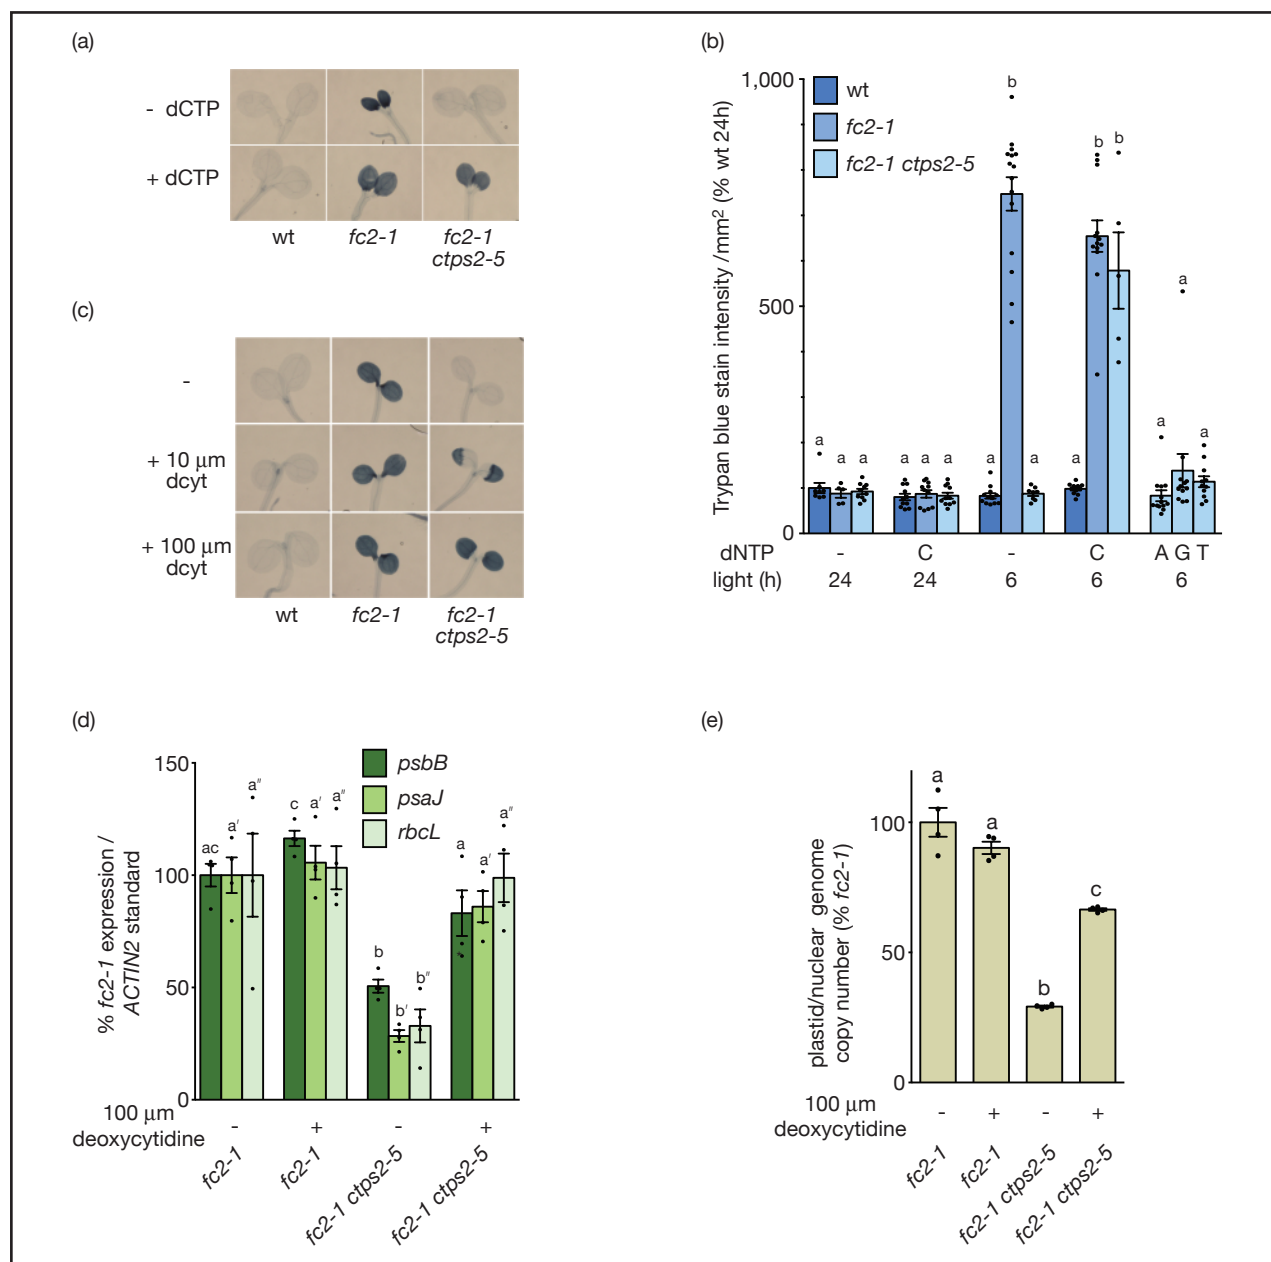 (a)
- dCTP
+ dCTP
wt
fc2-1
fc2-1
ctps2-5
(b)
Trypan blue stain intensity /mm² (% wt 24h)
1,000
500
0
wt
fc2-1
fc2-1 ctps2-5
a a a a a a a b a a b b a a a
dNTP - C - C A G T
light (h) 24 24 6 6 6
(c)
-
+ 10 μm
dcyt
+ 100 μm
dcyt
wt
fc2-1
fc2-1
ctps2-5
(d)
% fc2-1 expression /
ACTIN2 standard
150
100
50
0
psbB
psaJ
rbcL
ac a′ a″ c a′ a″ b b′ b″ a a′ a″
100 μm
deoxycytidine - + - +
fc2-1
fc2-1
fc2-1 ctps2-5
fc2-1 ctps2-5
(e)
plastid/nuclear genome
copy number (% fc2-1)
100
50
0
a a b c
100 μm
deoxycytidine - + - +
fc2-1
fc2-1
fc2-1 ctps2-5
fc2-1 ctps2-5